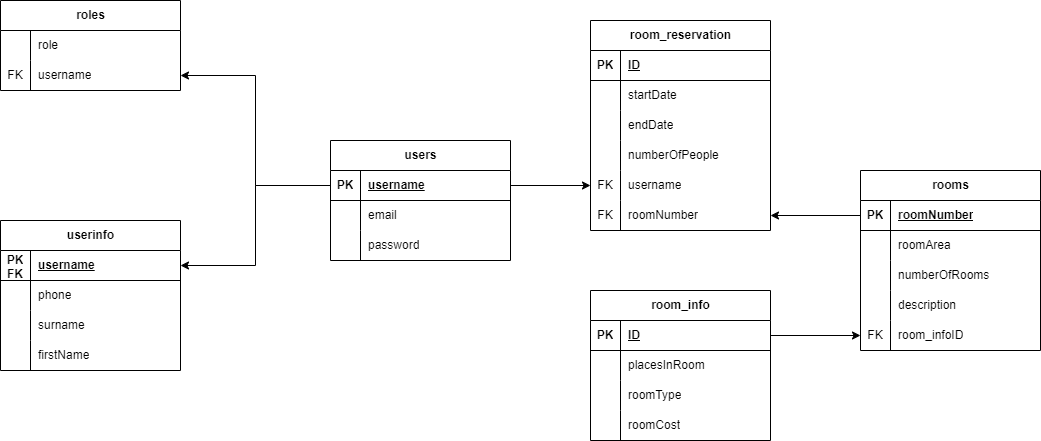 roles
role
FK username
userinfo
PK
FK username
phone
surname
firstName
users
PK username
email
password
room_reservation
PK ID
startDate
endDate
numberOfPeople
FK username
FK roomNumber
room_info
PK ID
placesInRoom
roomType
roomCost
rooms
PK roomNumber
roomArea
numberOfRooms
description
FK room_infoID